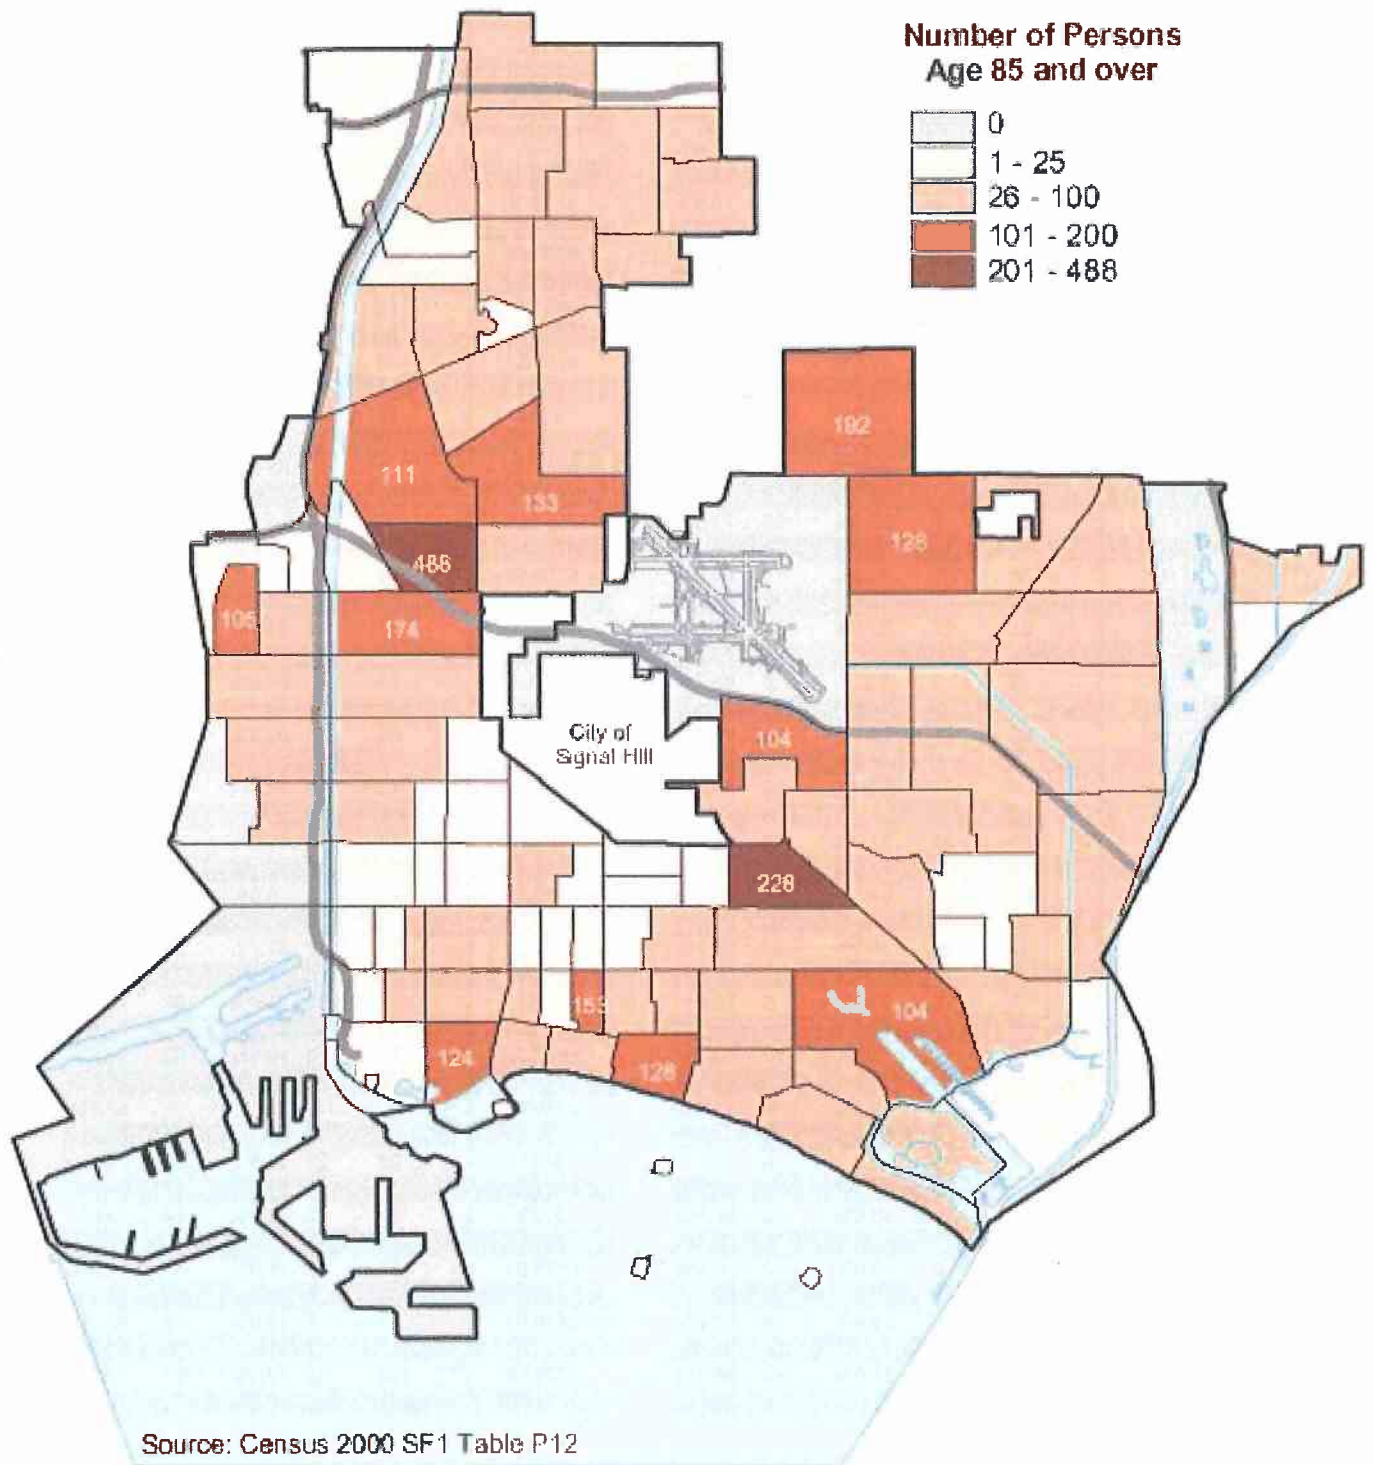 Number of Persons
Age 85 and over
0
1 - 25
26 - 100
101 - 200
201 - 488
192
111
133
128
488
105
174
City of
Signal Hill
104
228
153
104
124
128
Source: Census 2000 SF1 Table P12